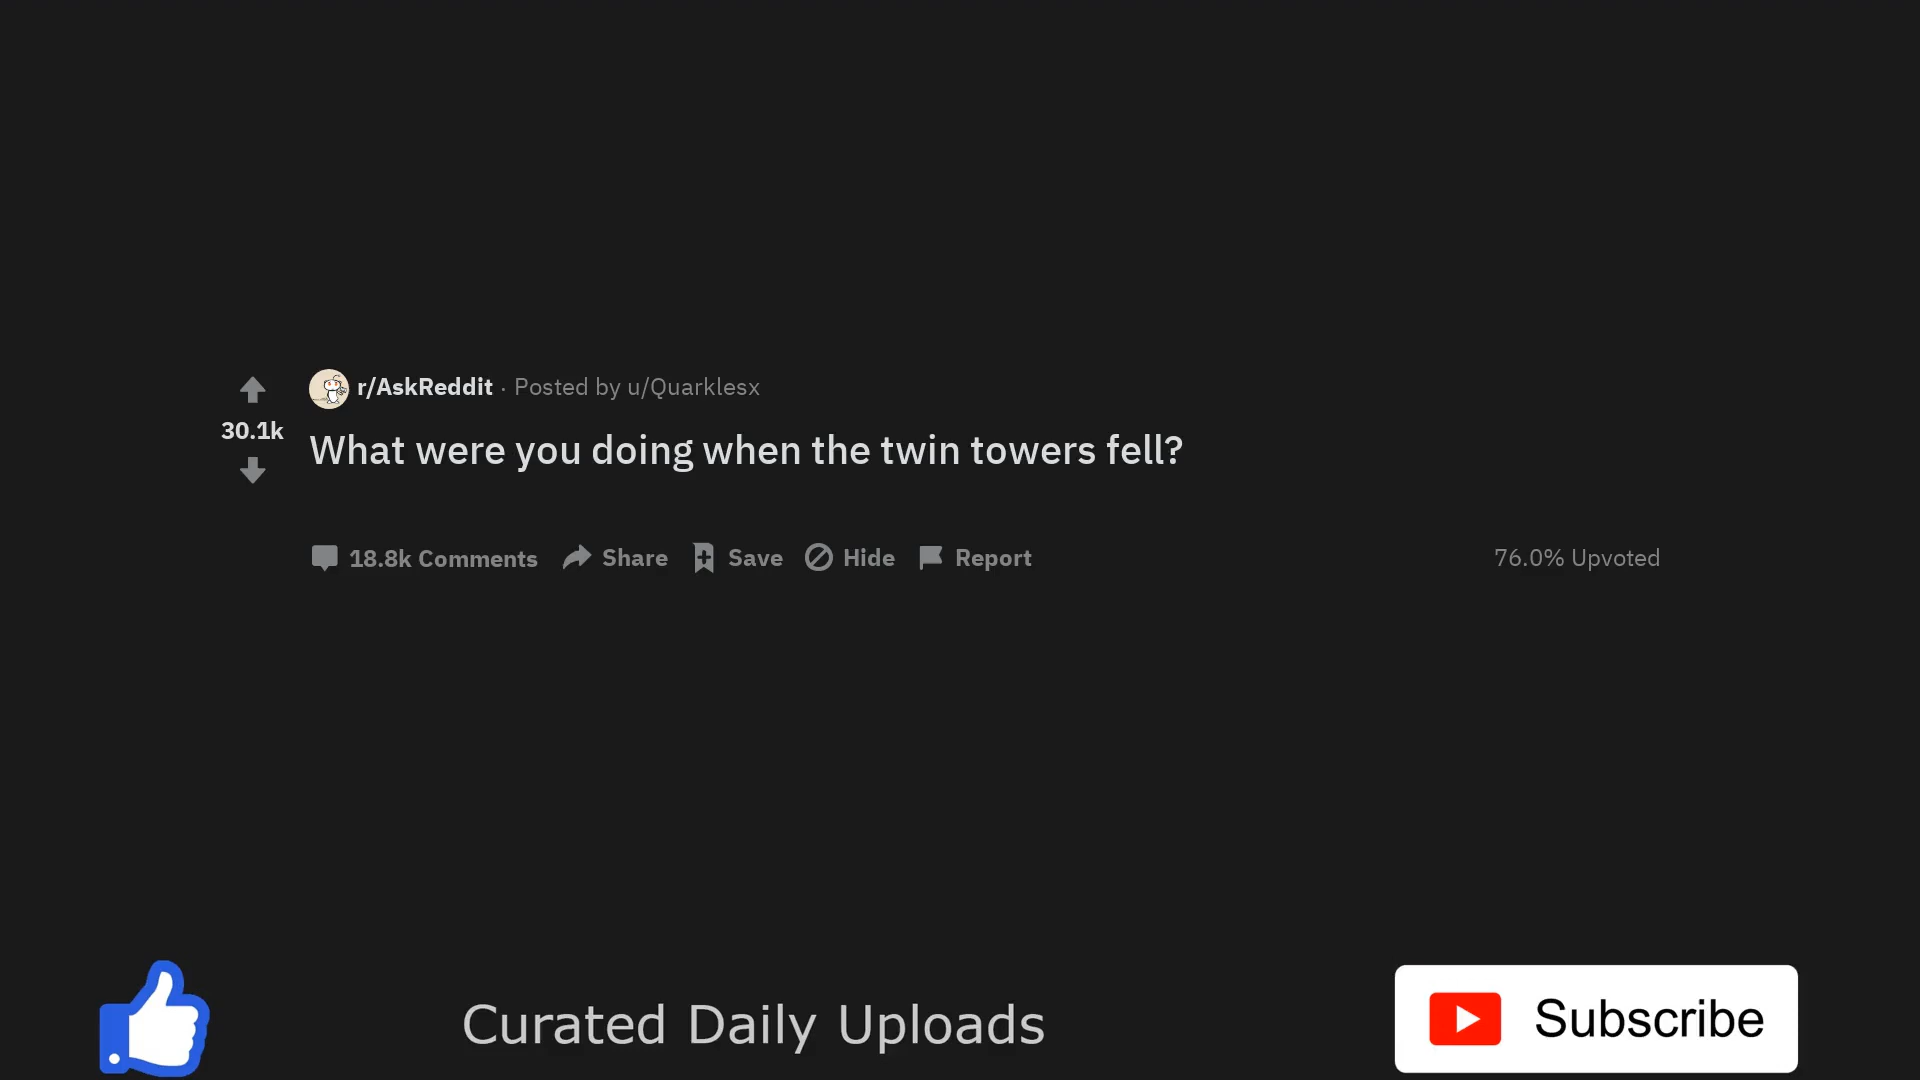 r/AskReddit · Posted by u/Quarklesx
30.1k
What were you doing when the twin towers fell?
18.8k Comments Share Save Hide Report 76.0% Upvoted
Curated Daily Uploads
Subscribe